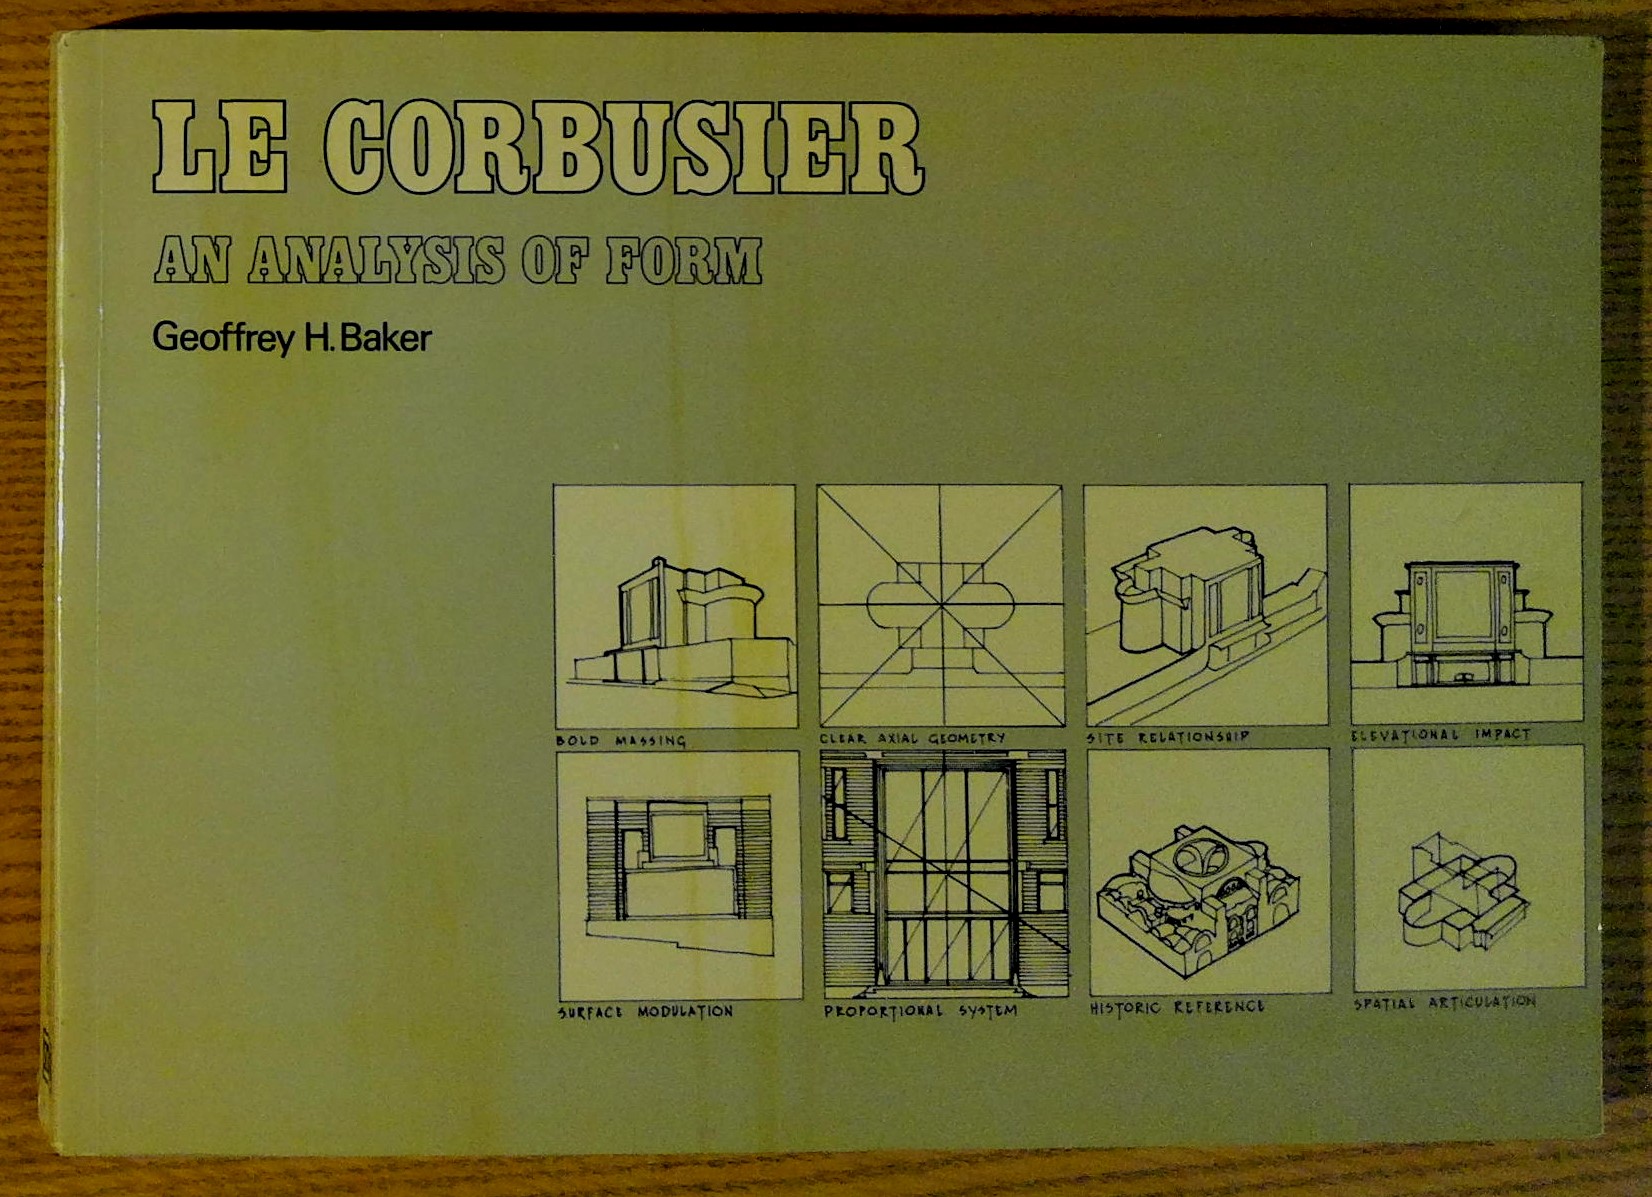 LE CORBUSIER
AN ANALYSIS OF FORM
Geoffrey H. Baker
BOLD MASSING
CLEAR AXIAL GEOMETRY
SITE RELATIONSHIP
ELEVATIONAL IMPACT
SURFACE MODULATION
PROPORTIONAL SYSTEM
HISTORIC REFERENCE
SPATIAL ARTICULATION